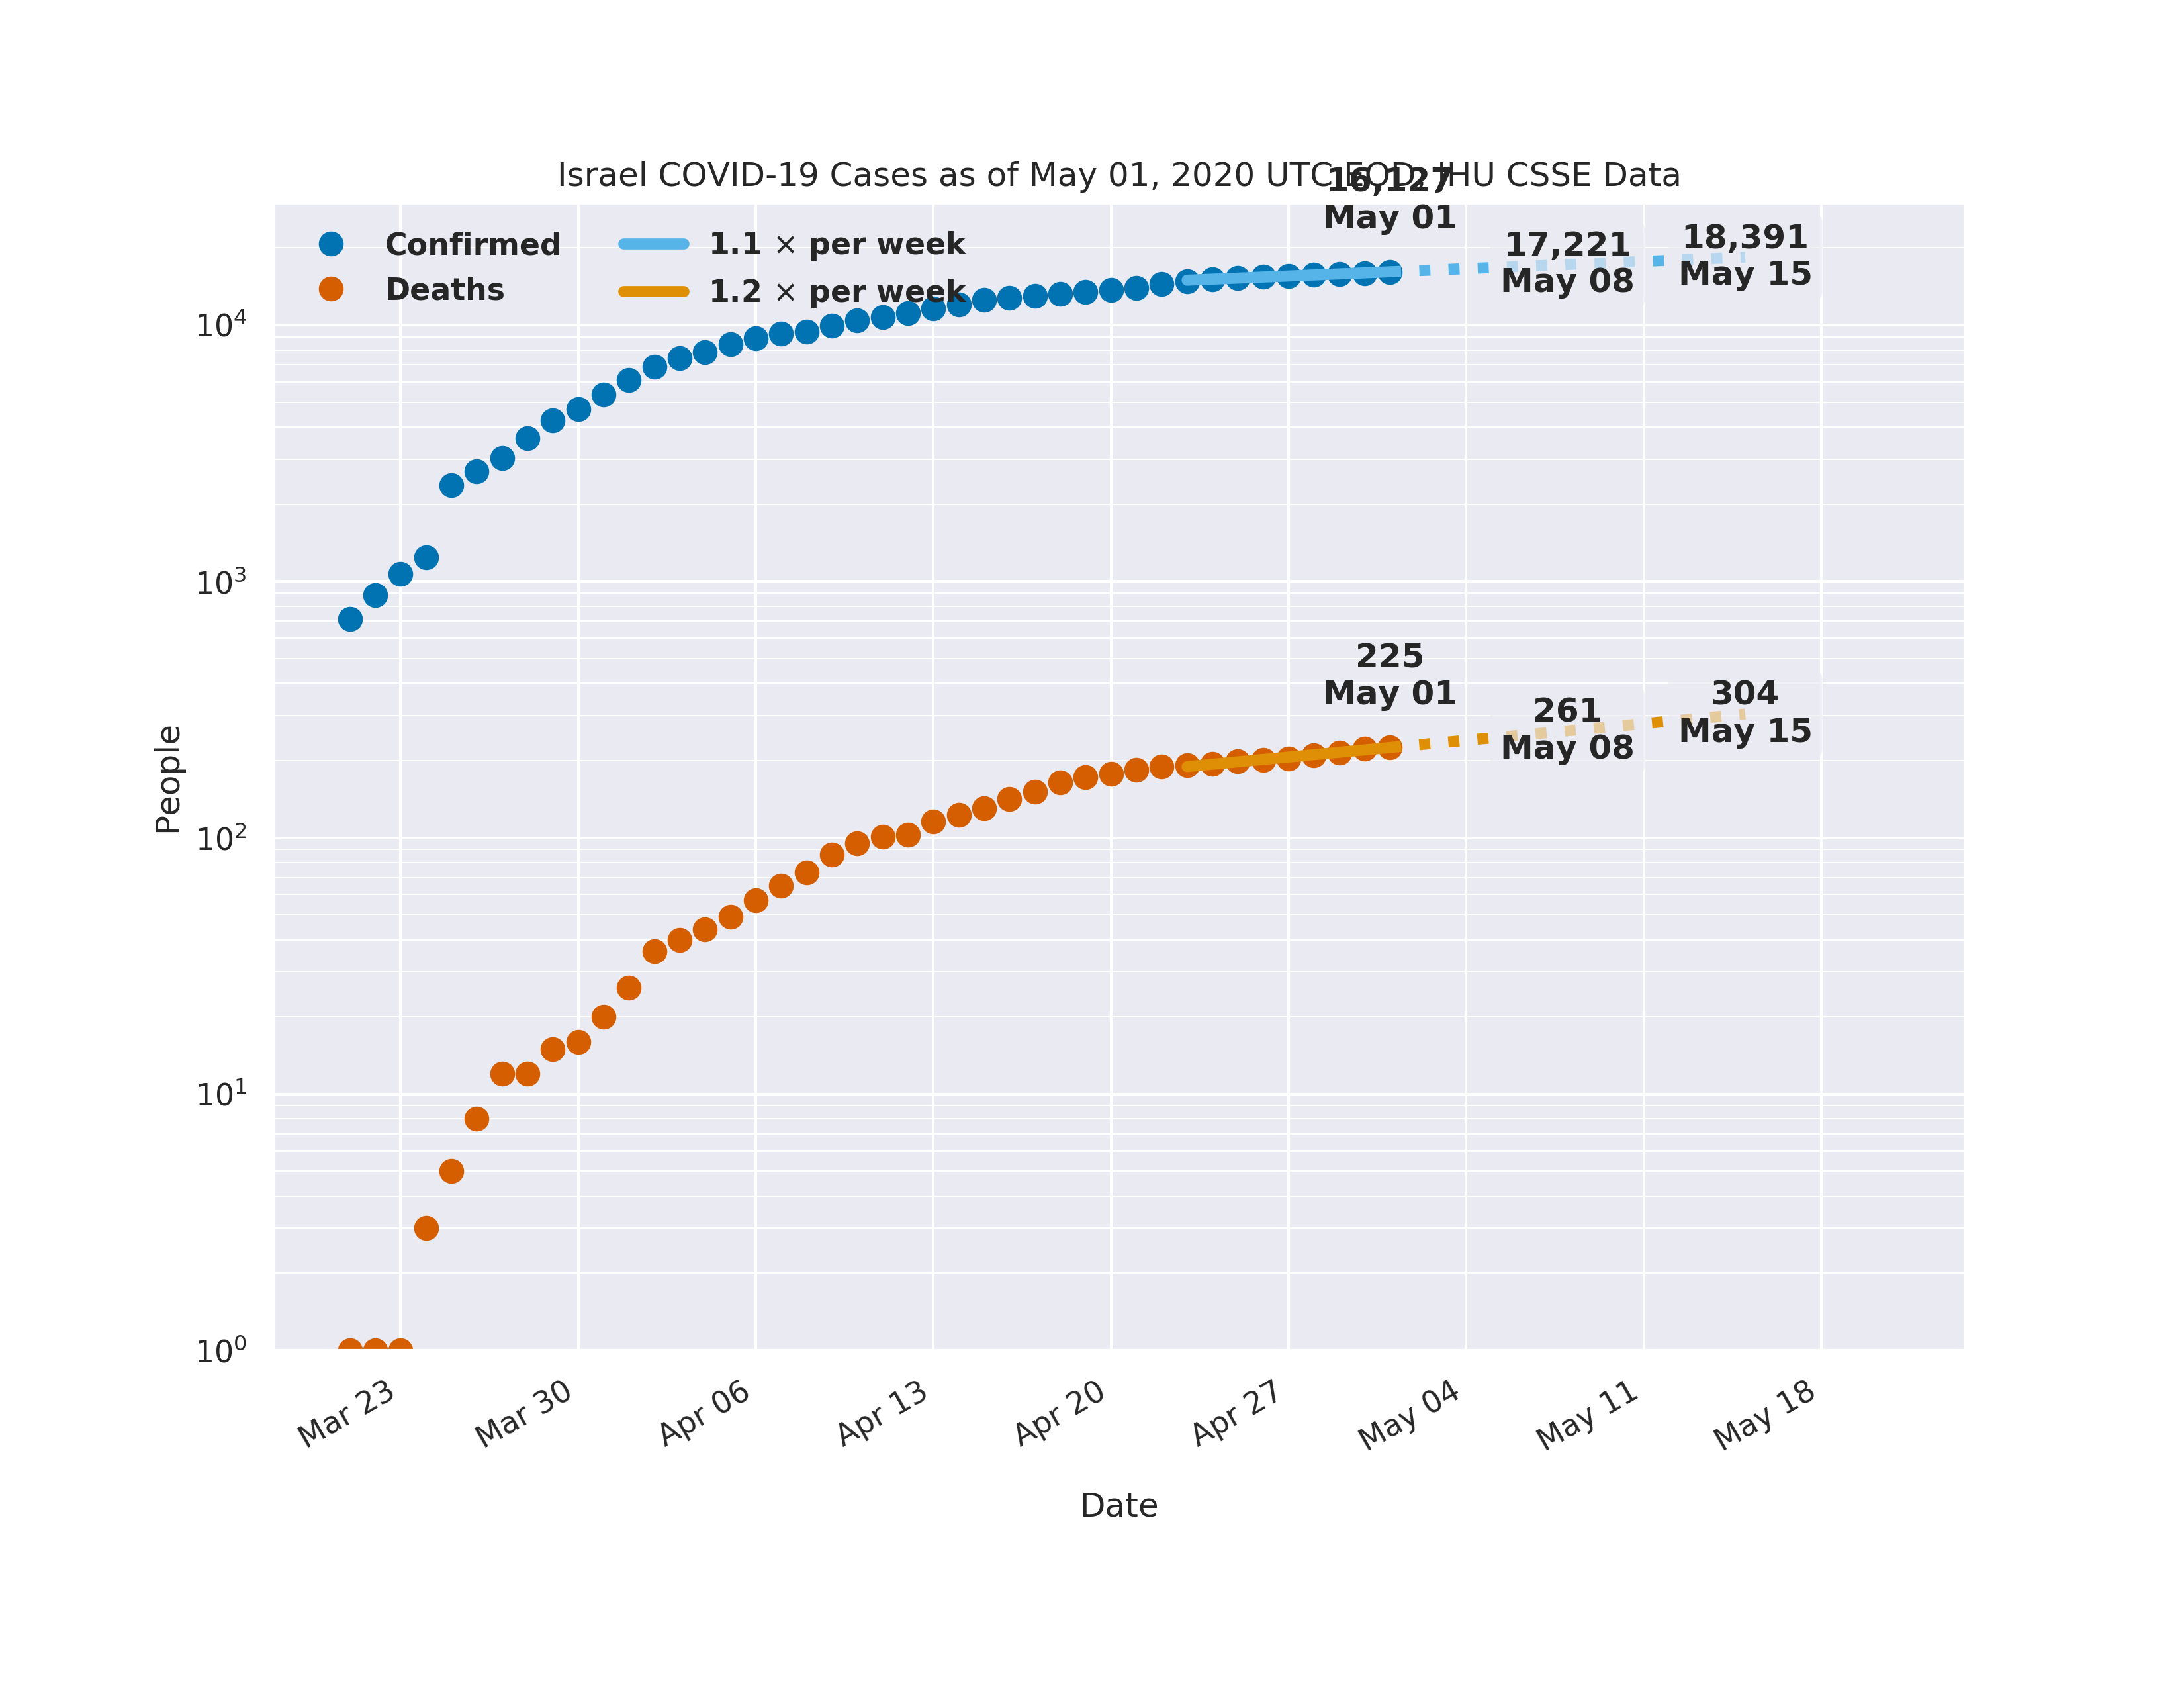 Israel COVID-19 Cases as of May 01, 2020 UTC EOD, JHU CSSE Data
16,127
May 01
17,221
May 08
18,391
May 15
Confirmed
Deaths
1.1 × per week
1.2 × per week
225
May 01
261
May 08
304
May 15
People
10⁴
10³
10²
10¹
10⁰
Mar 23
Mar 30
Apr 06
Apr 13
Apr 20
Apr 27
May 04
May 11
May 18
Date